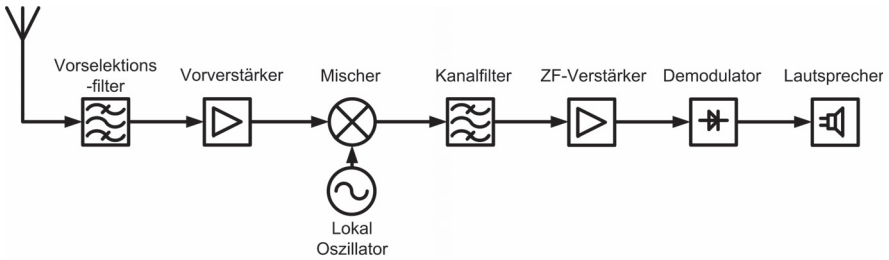 Vorselektions
-filter
Vorverstärker
Mischer
Kanalfilter
ZF-Verstärker
Demodulator
Lautsprecher
Lokal
Oszillator